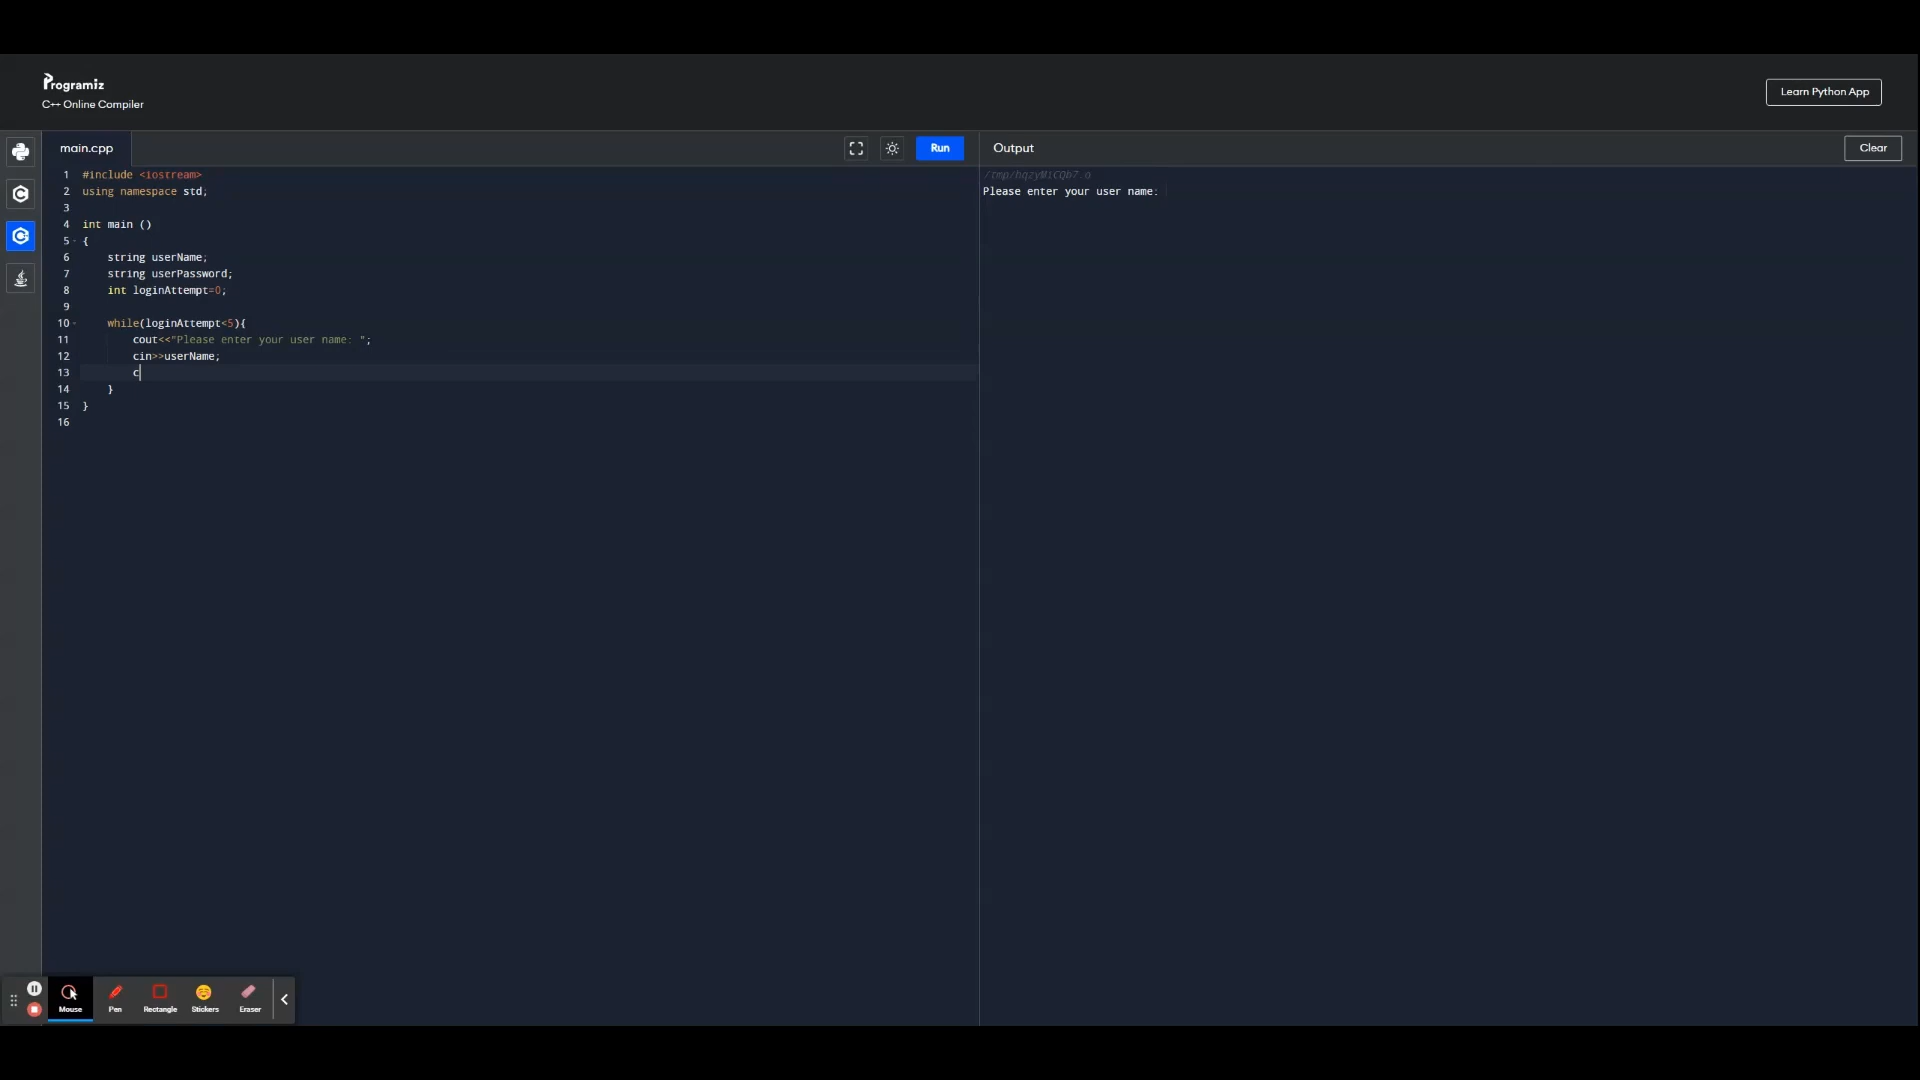 Programiz
C++ Online Compiler
Learn Python App
main.cpp
Run
Output
Clear
1 #include <iostream>
2 using namespace std;
3
4 int main ()
5 {
6 string userName;
7 string userPassword;
8 int loginAttempt=0;
9
10 while(loginAttempt<5){
11 cout<<"Please enter your user name: ";
12 cin>>userName;
13 c
14 }
15 }
16
Please enter your user name:
Mouse
Pen
Rectangle
Stickers
Eraser